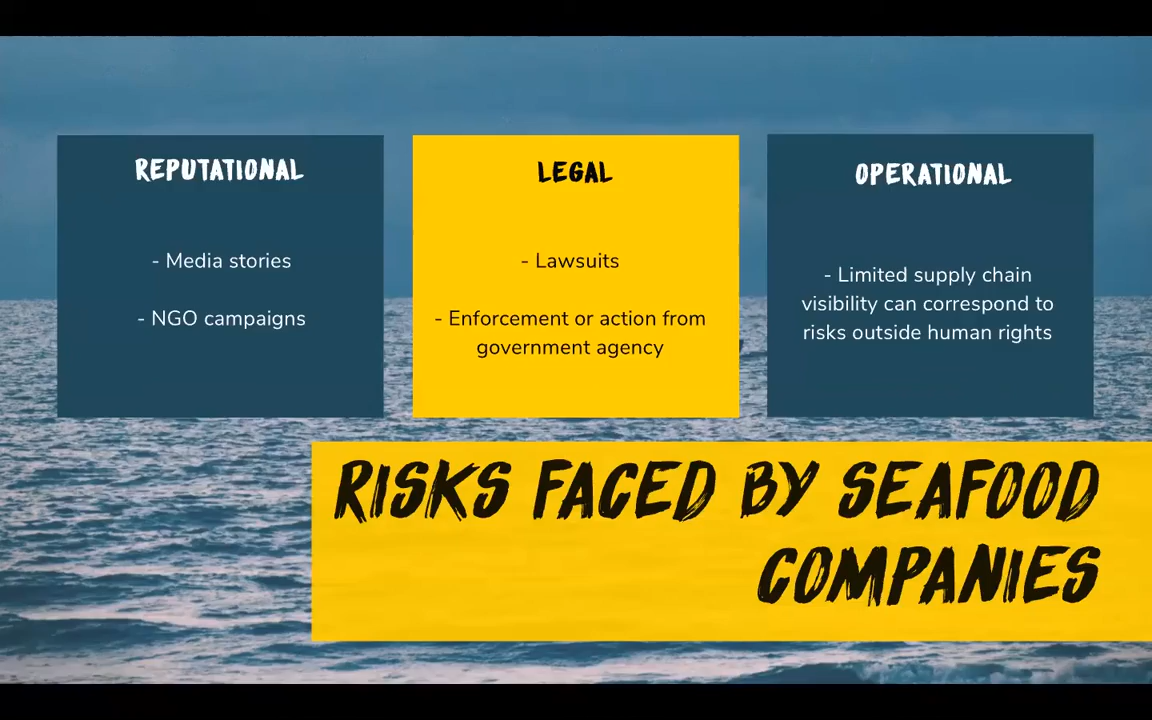 REPUTATIONAL
- Media stories
- NGO campaigns
LEGAL
- Lawsuits
- Enforcement or action from
government agency
OPERATIONAL
- Limited supply chain
visibility can correspond to
risks outside human rights
RISKS FACED BY SEAFOOD
COMPANIES